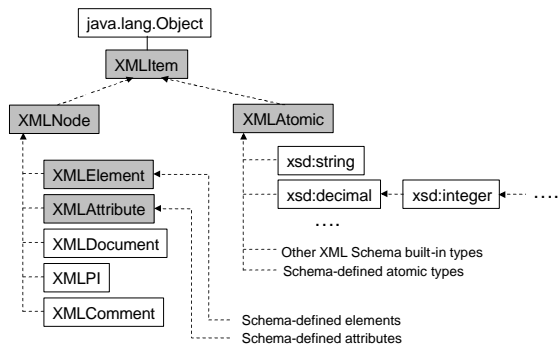 java.lang.Object
XMLItem
XMLNode
XMLAtomic
xsd:string
XMLElement
xsd:decimal
xsd:integer
....
XMLAttribute
....
XMLDocument
Other XML Schema built-in types
XMLPI
Schema-defined atomic types
XMLComment
Schema-defined elements
Schema-defined attributes